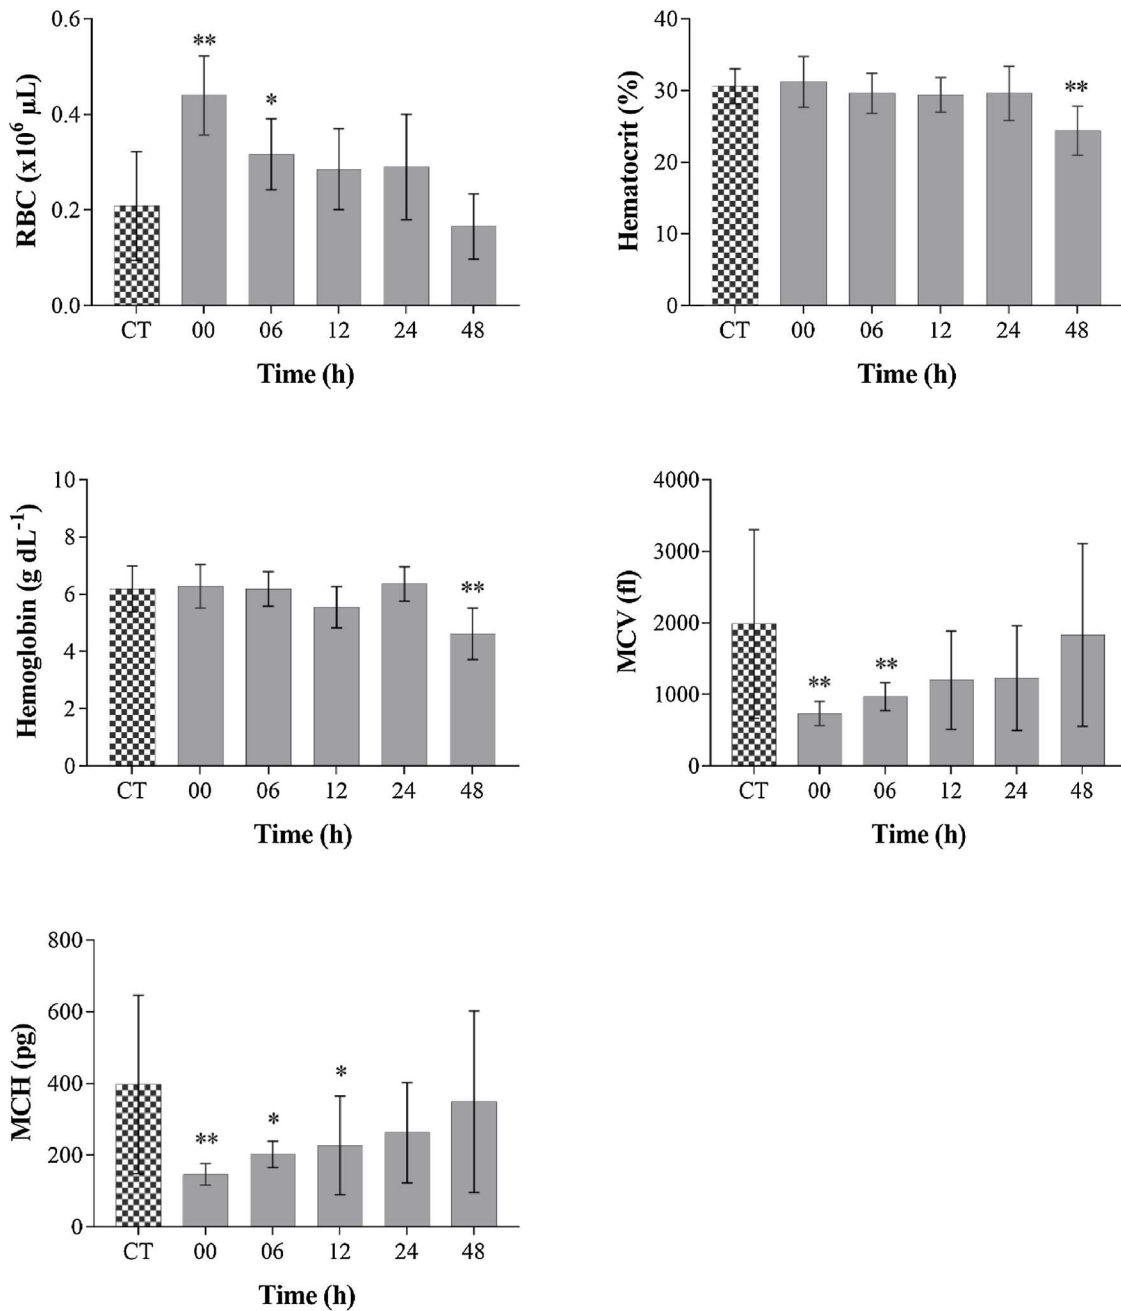 0.6
0.4
0.2
0.0
RBC (x10⁶ µL)
**
*
CT 00 06 12 24 48
Time (h)
40
30
20
10
0
Hematocrit (%)
**
CT 00 06 12 24 48
Time (h)
10
8
6
4
2
0
Hemoglobin (g dL⁻¹)
**
CT 00 06 12 24 48
Time (h)
4000
3000
2000
1000
0
MCV (fl)
**
**
CT 00 06 12 24 48
Time (h)
800
600
400
200
0
MCH (pg)
**
*
*
CT 00 06 12 24 48
Time (h)